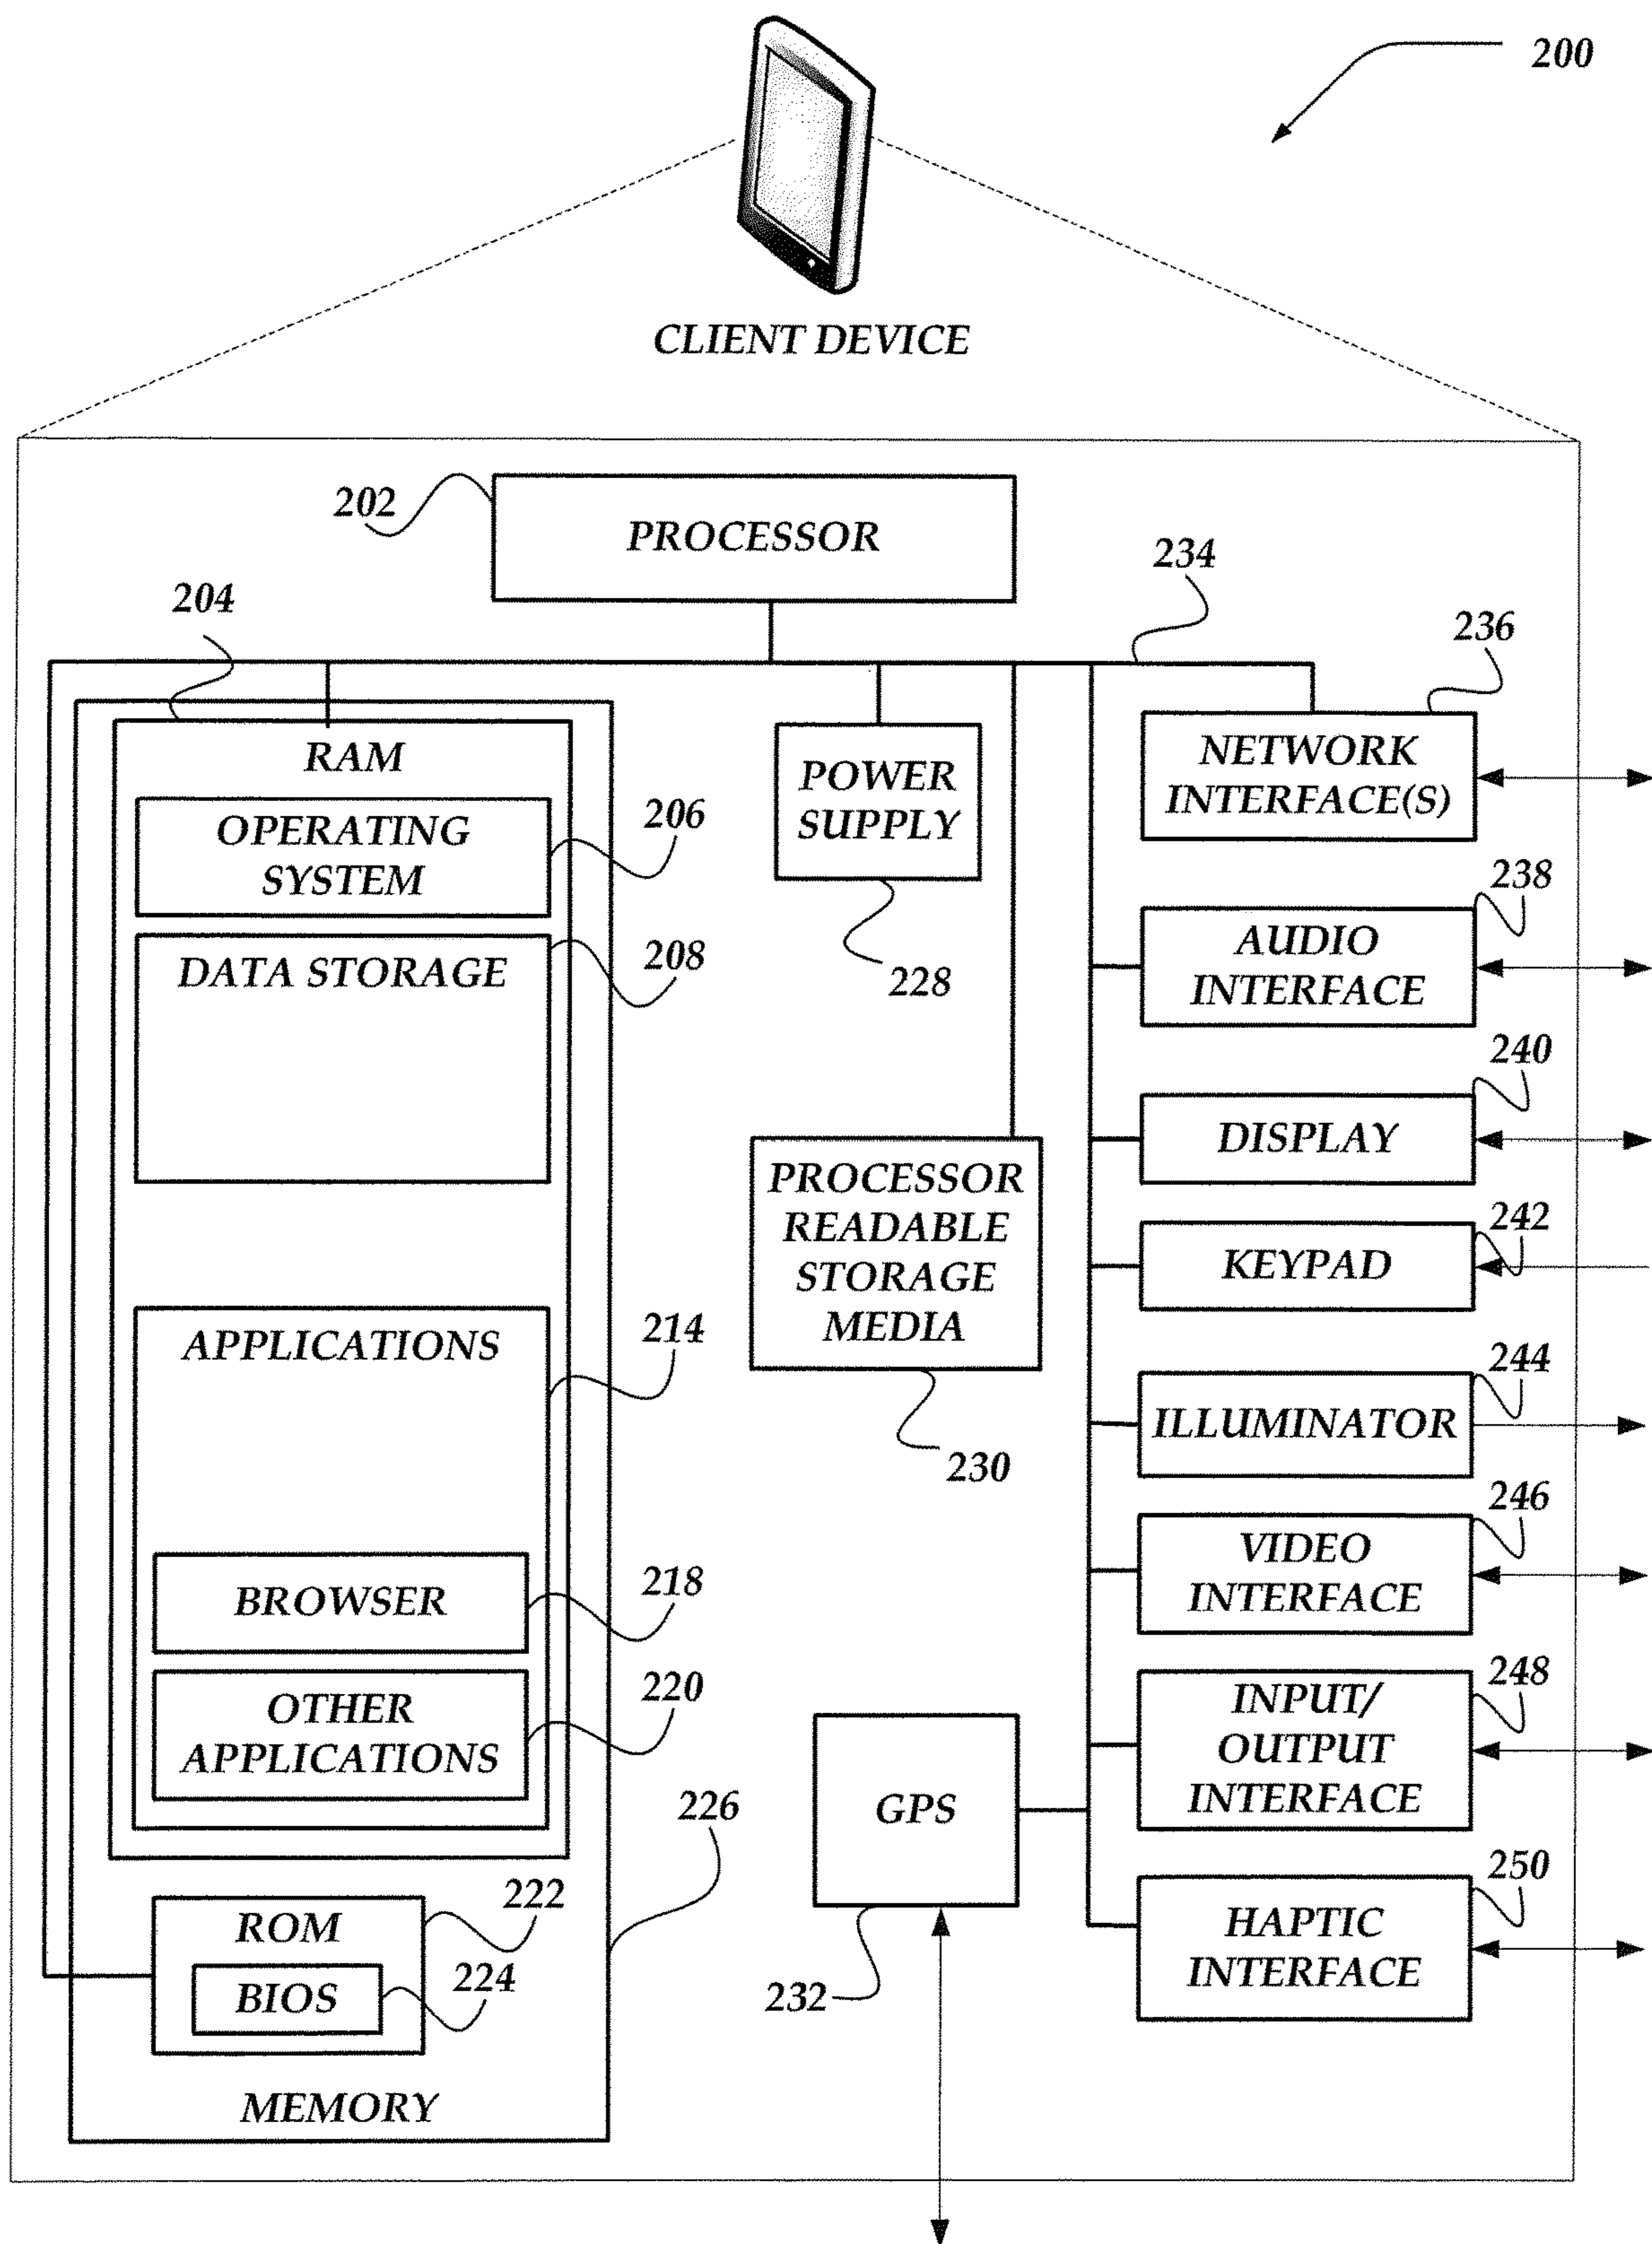 200
CLIENT DEVICE
202
PROCESSOR
234
204
236
RAM
NETWORK
INTERFACE(S)
POWER
SUPPLY
228
OPERATING
SYSTEM
206
238
AUDIO
INTERFACE
DATA STORAGE
208
240
DISPLAY
PROCESSOR
READABLE
STORAGE
MEDIA
230
242
KEYPAD
APPLICATIONS
214
244
ILLUMINATOR
246
VIDEO
INTERFACE
BROWSER
218
OTHER
APPLICATIONS
220
248
INPUT/
OUTPUT
INTERFACE
GPS
232
226
250
HAPTIC
INTERFACE
ROM
222
BIOS
224
MEMORY